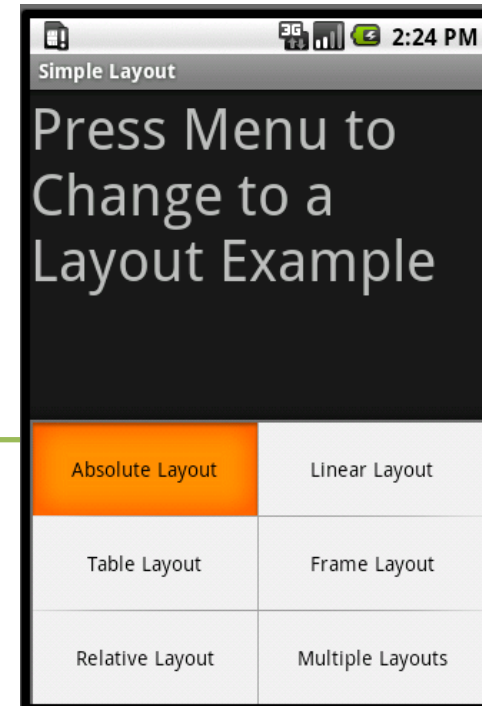 3G 2:24 PM
Simple Layout
Press Menu to
Change to a
Layout Example
Absolute Layout Linear Layout
Table Layout Frame Layout
Relative Layout Multiple Layouts